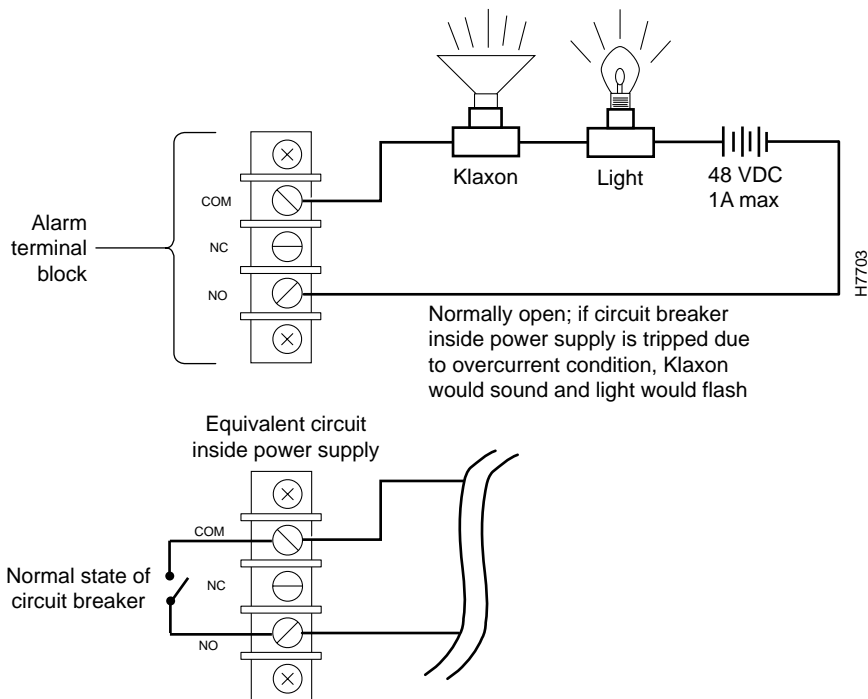 Klaxon
Light
48 VDC
1A max
COM
NC
NO
Alarm
terminal
block
H7703
Normally open; if circuit breaker
inside power supply is tripped due
to overcurrent condition, Klaxon
would sound and light would flash
Equivalent circuit
inside power supply
COM
NC
NO
Normal state of
circuit breaker